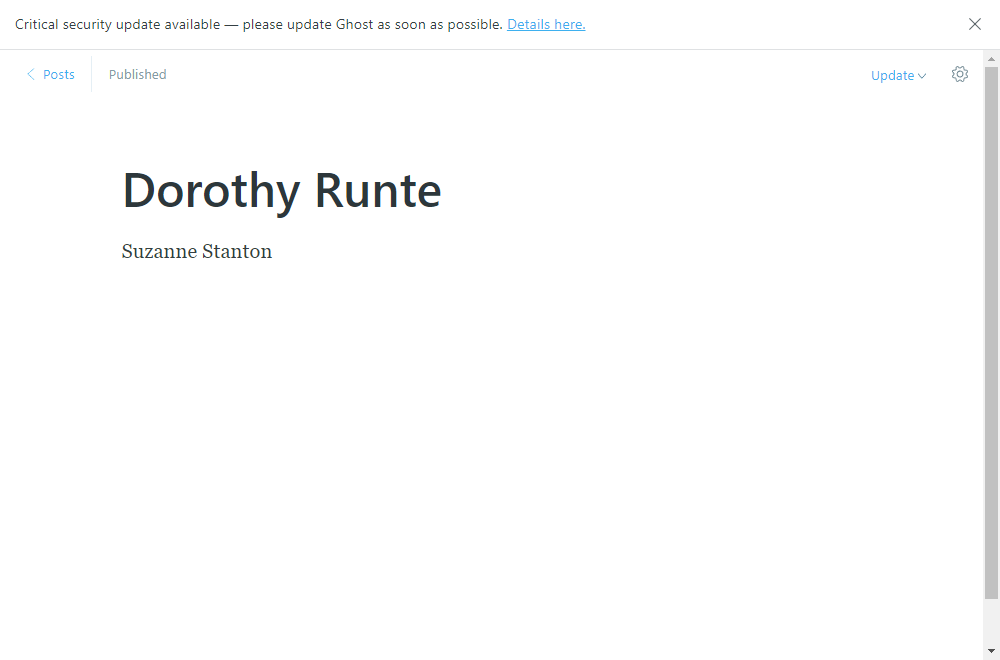 Critical security update available — please update Ghost as soon as possible. Details here.
Posts
Published
Update
Dorothy Runte
Suzanne Stanton